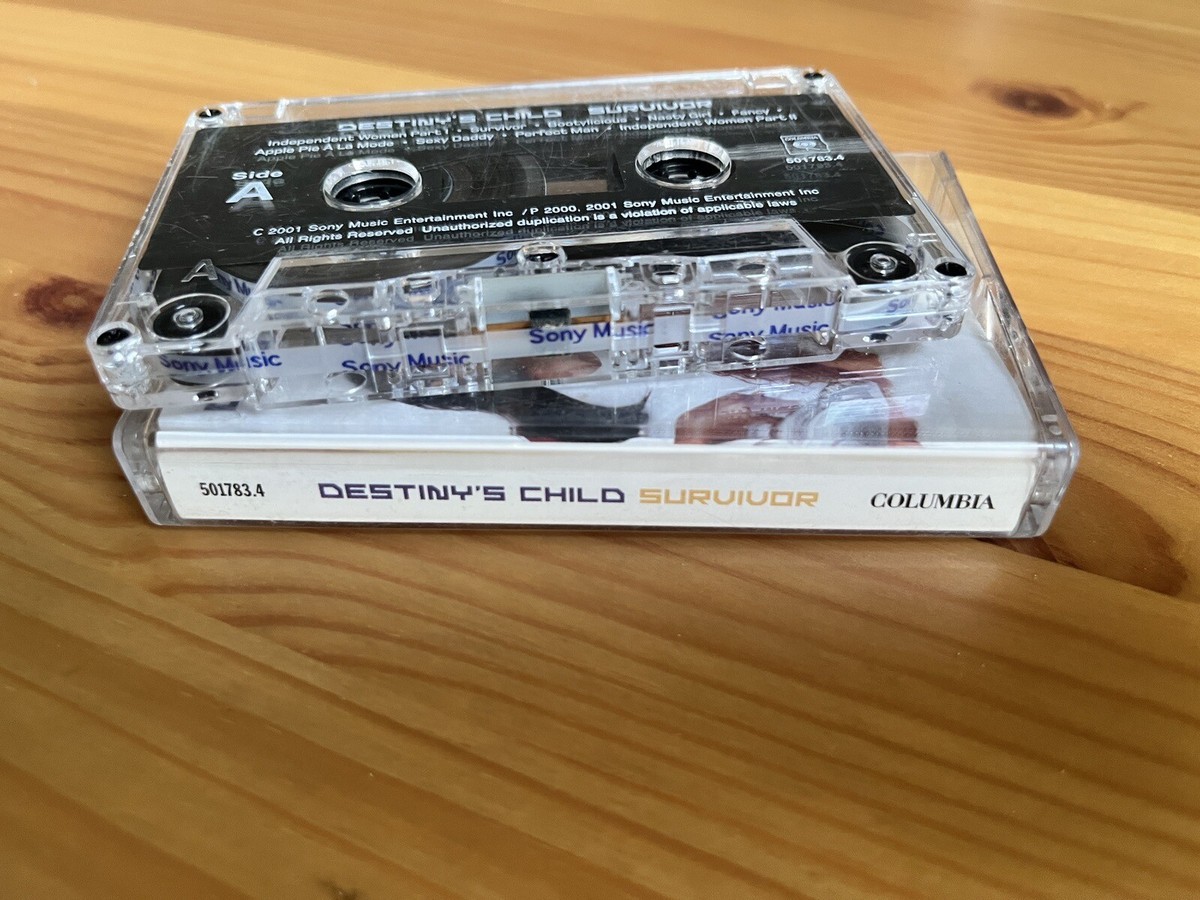 DESTINY'S CHILD SURVIVOR
Independent Women Part I • Survivor • Bootylicious • Nasty Girl • Fancy •
Apple Pie À La Mode • Sexy Daddy • Perfect Man • Independent Women Part II
COLUMBIA
Side
A
501783.4
C 2001 Sony Music Entertainment Inc / P 2000, 2001 Sony Music Entertainment Inc
All Rights Reserved Unauthorized duplication is a violation of applicable laws
A
Sony Music
Sony Music
Sony Music
Sony Music
Sony Music
501783.4 DESTINY'S CHILD SURVIVOR COLUMBIA